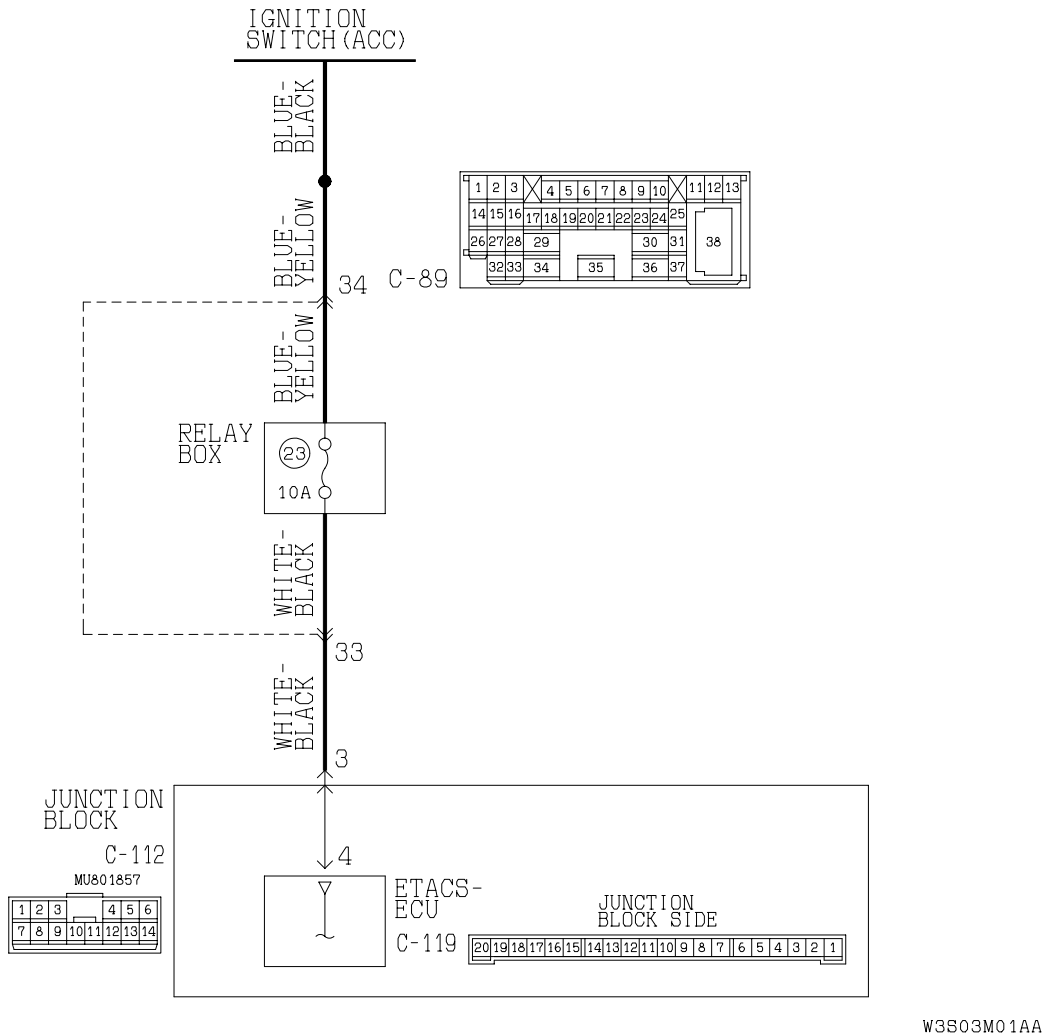 IGNITION
SWITCH(ACC)
BLUE-
BLACK
BLUE-
YELLOW
34
C-89
1 2 3 4 5 6 7 8 9 10 11 12 13
14 15 16 17 18 19 20 21 22 23 24 25
26 27 28 29 30 31 38
32 33 34 35 36 37
BLUE-
YELLOW
RELAY
BOX
23
10A
WHITE-
BLACK
33
WHITE-
BLACK
3
JUNCTION
BLOCK
C-112
MU801857
1 2 3 4 5 6
7 8 9 10 11 12 13 14
4
ETACS-
ECU
C-119
JUNCTION
BLOCK SIDE
20 19 18 17 16 15 14 13 12 11 10 9 8 7 6 5 4 3 2 1
W3S03M01AA